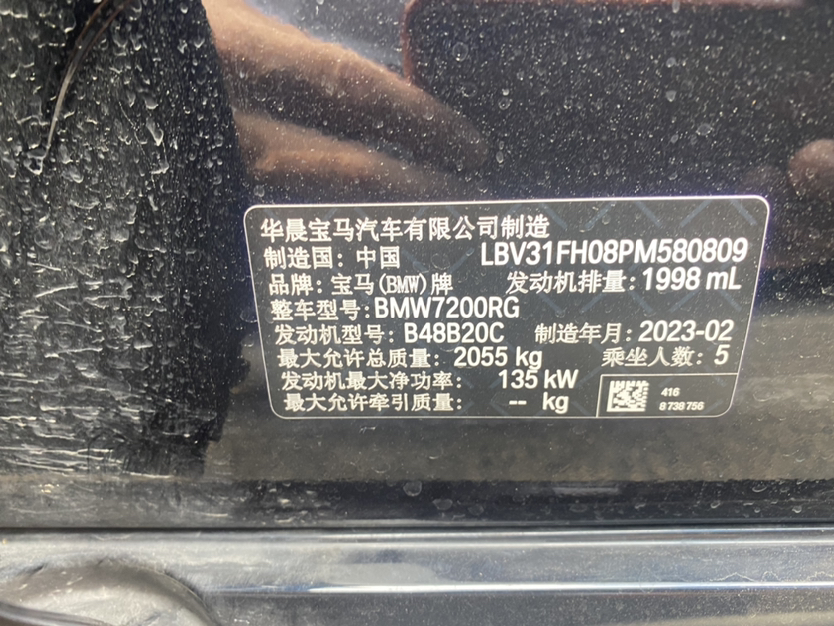 华晨宝马汽车有限公司制造
制造国：中国 LBV31FH08PM580809
品牌：宝马(BMW)牌 发动机排量：1998 mL
整车型号：BMW7200RG
发动机型号：B48B20C 制造年月：2023-02
最大允许总质量：2055 kg 乘坐人数：5
发动机最大净功率：135 kW
最大允许牵引质量：-- kg
416
8 738 756